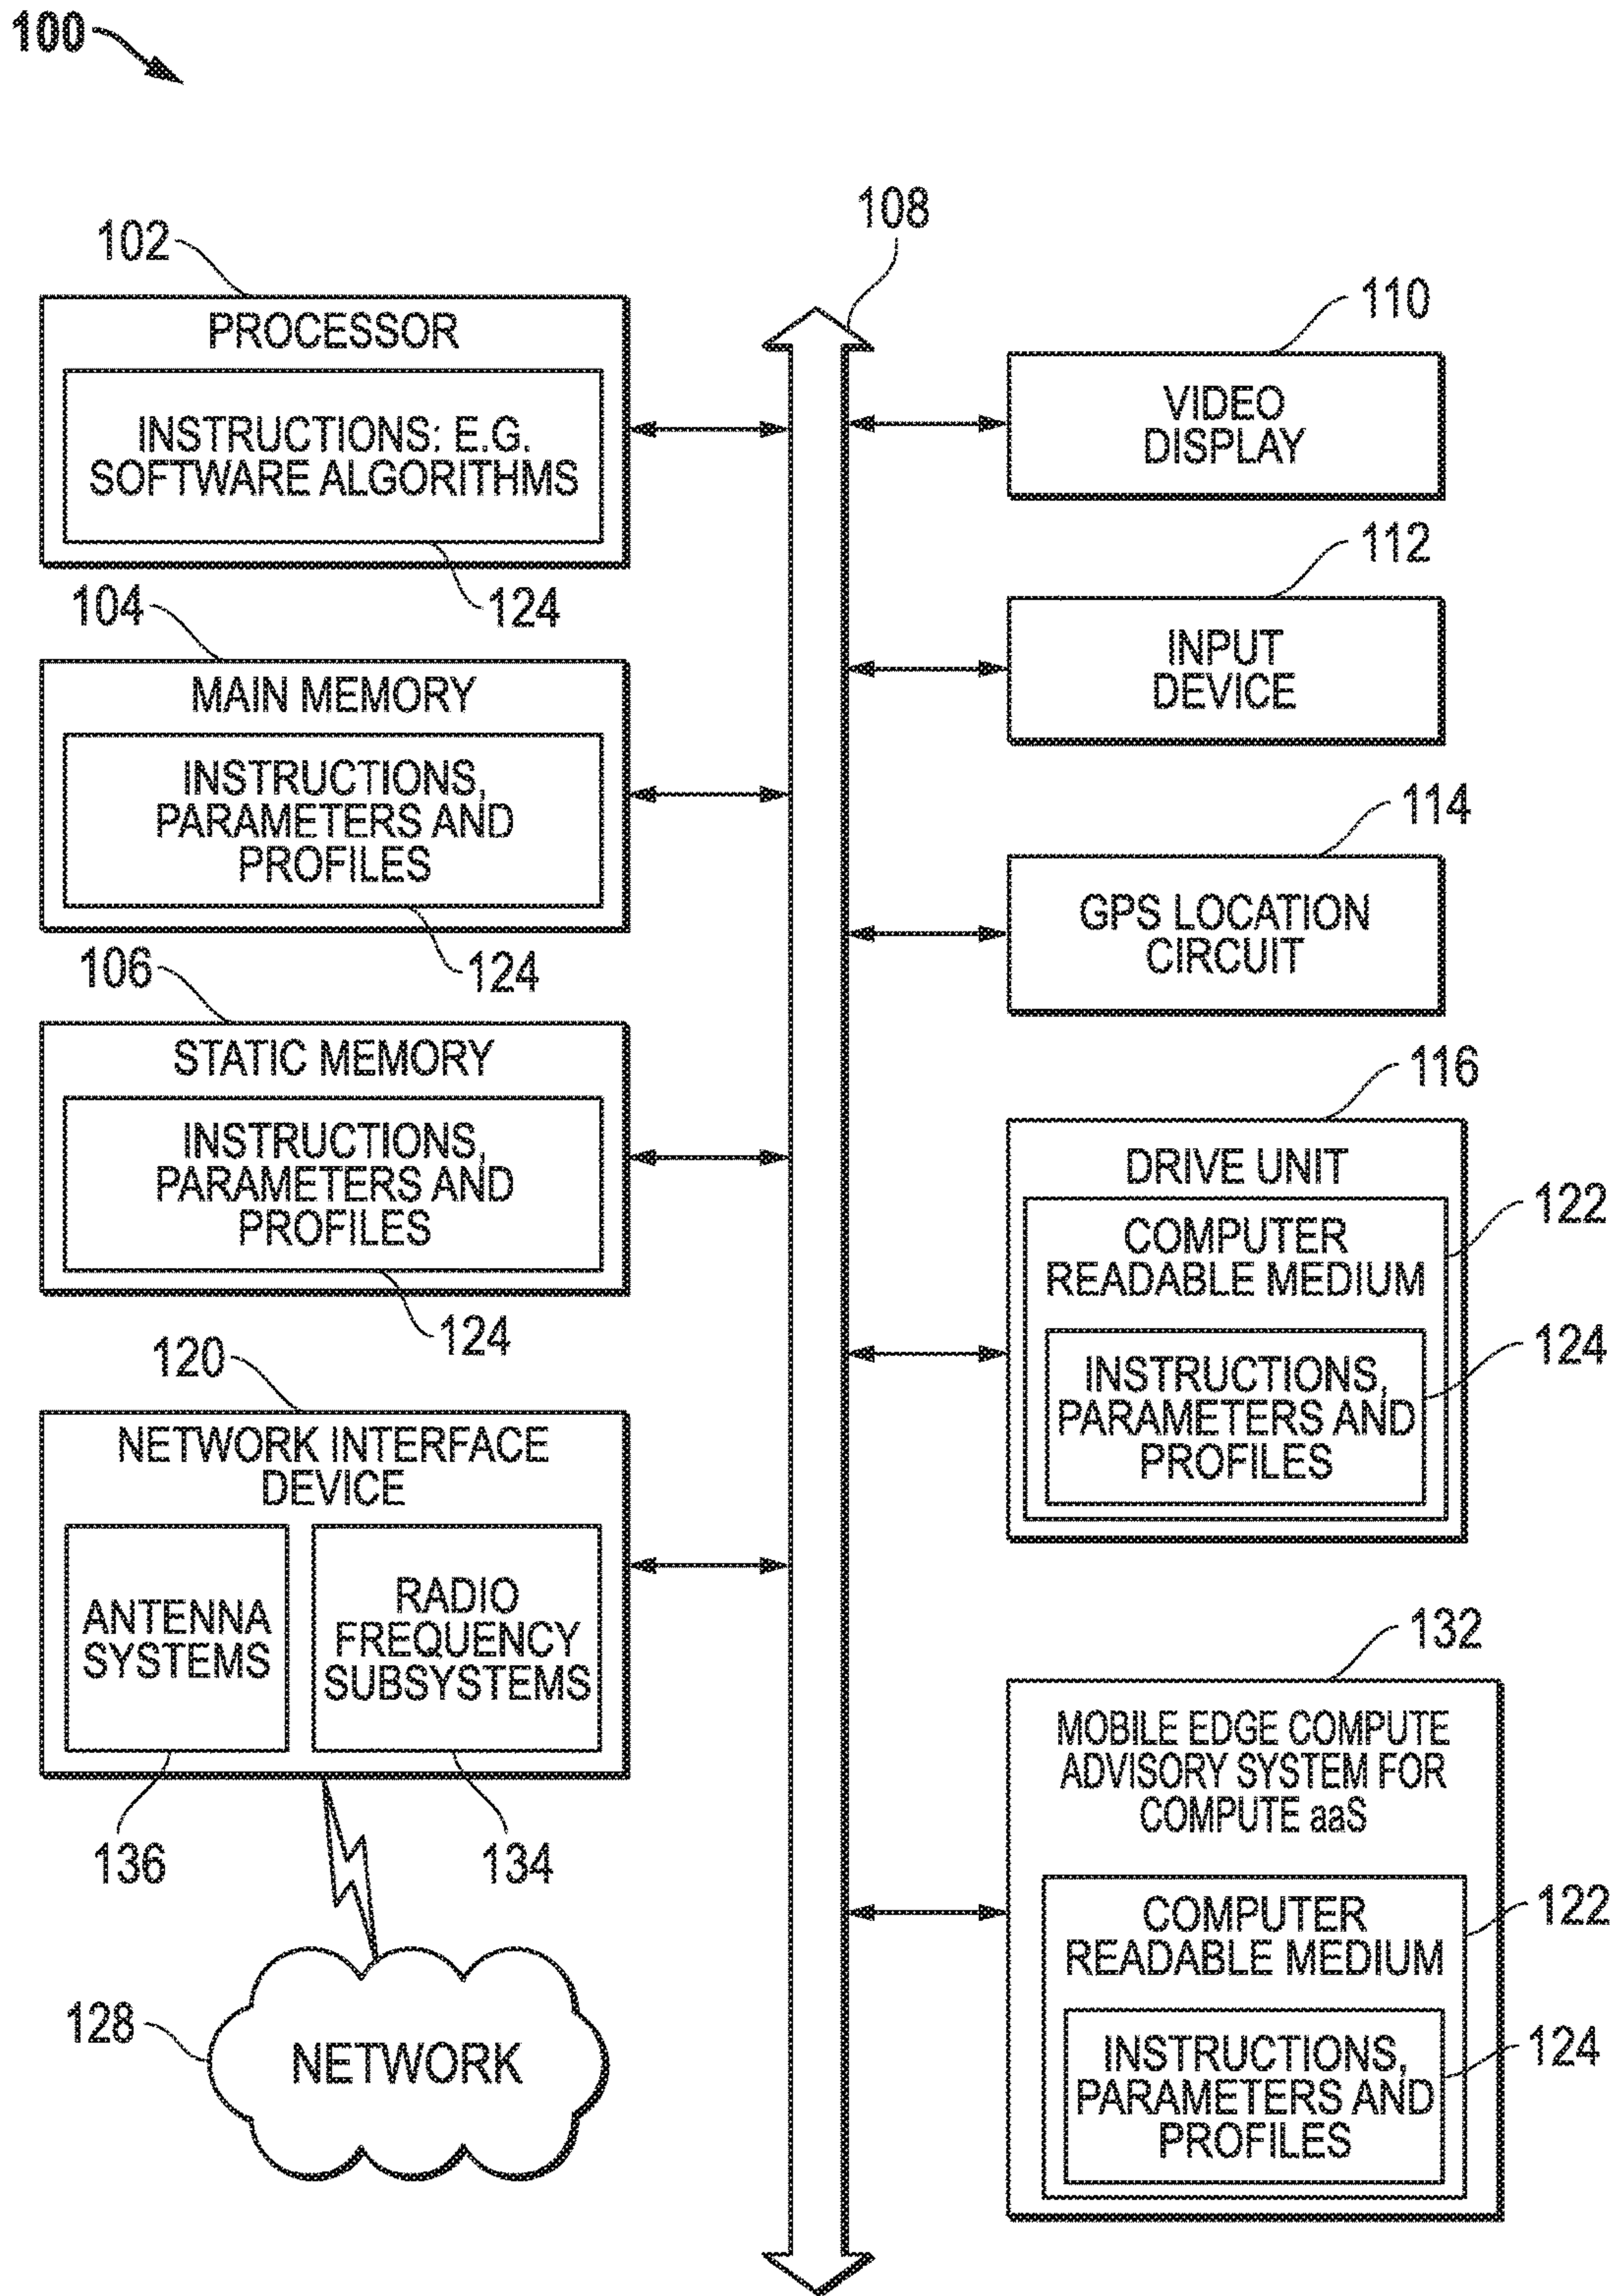 100
108
102
PROCESSOR
INSTRUCTIONS: E.G.
SOFTWARE ALGORITHMS
124
104
MAIN MEMORY
INSTRUCTIONS,
PARAMETERS AND
PROFILES
124
106
STATIC MEMORY
INSTRUCTIONS,
PARAMETERS AND
PROFILES
124
120
NETWORK INTERFACE
DEVICE
ANTENNA
SYSTEMS
RADIO
FREQUENCY
SUBSYSTEMS
136
134
128
NETWORK
110
VIDEO
DISPLAY
112
INPUT
DEVICE
114
GPS LOCATION
CIRCUIT
116
DRIVE UNIT
122
COMPUTER
READABLE MEDIUM
124
INSTRUCTIONS,
PARAMETERS AND
PROFILES
132
MOBILE EDGE COMPUTE
ADVISORY SYSTEM FOR
COMPUTE aaS
122
COMPUTER
READABLE MEDIUM
124
INSTRUCTIONS,
PARAMETERS AND
PROFILES